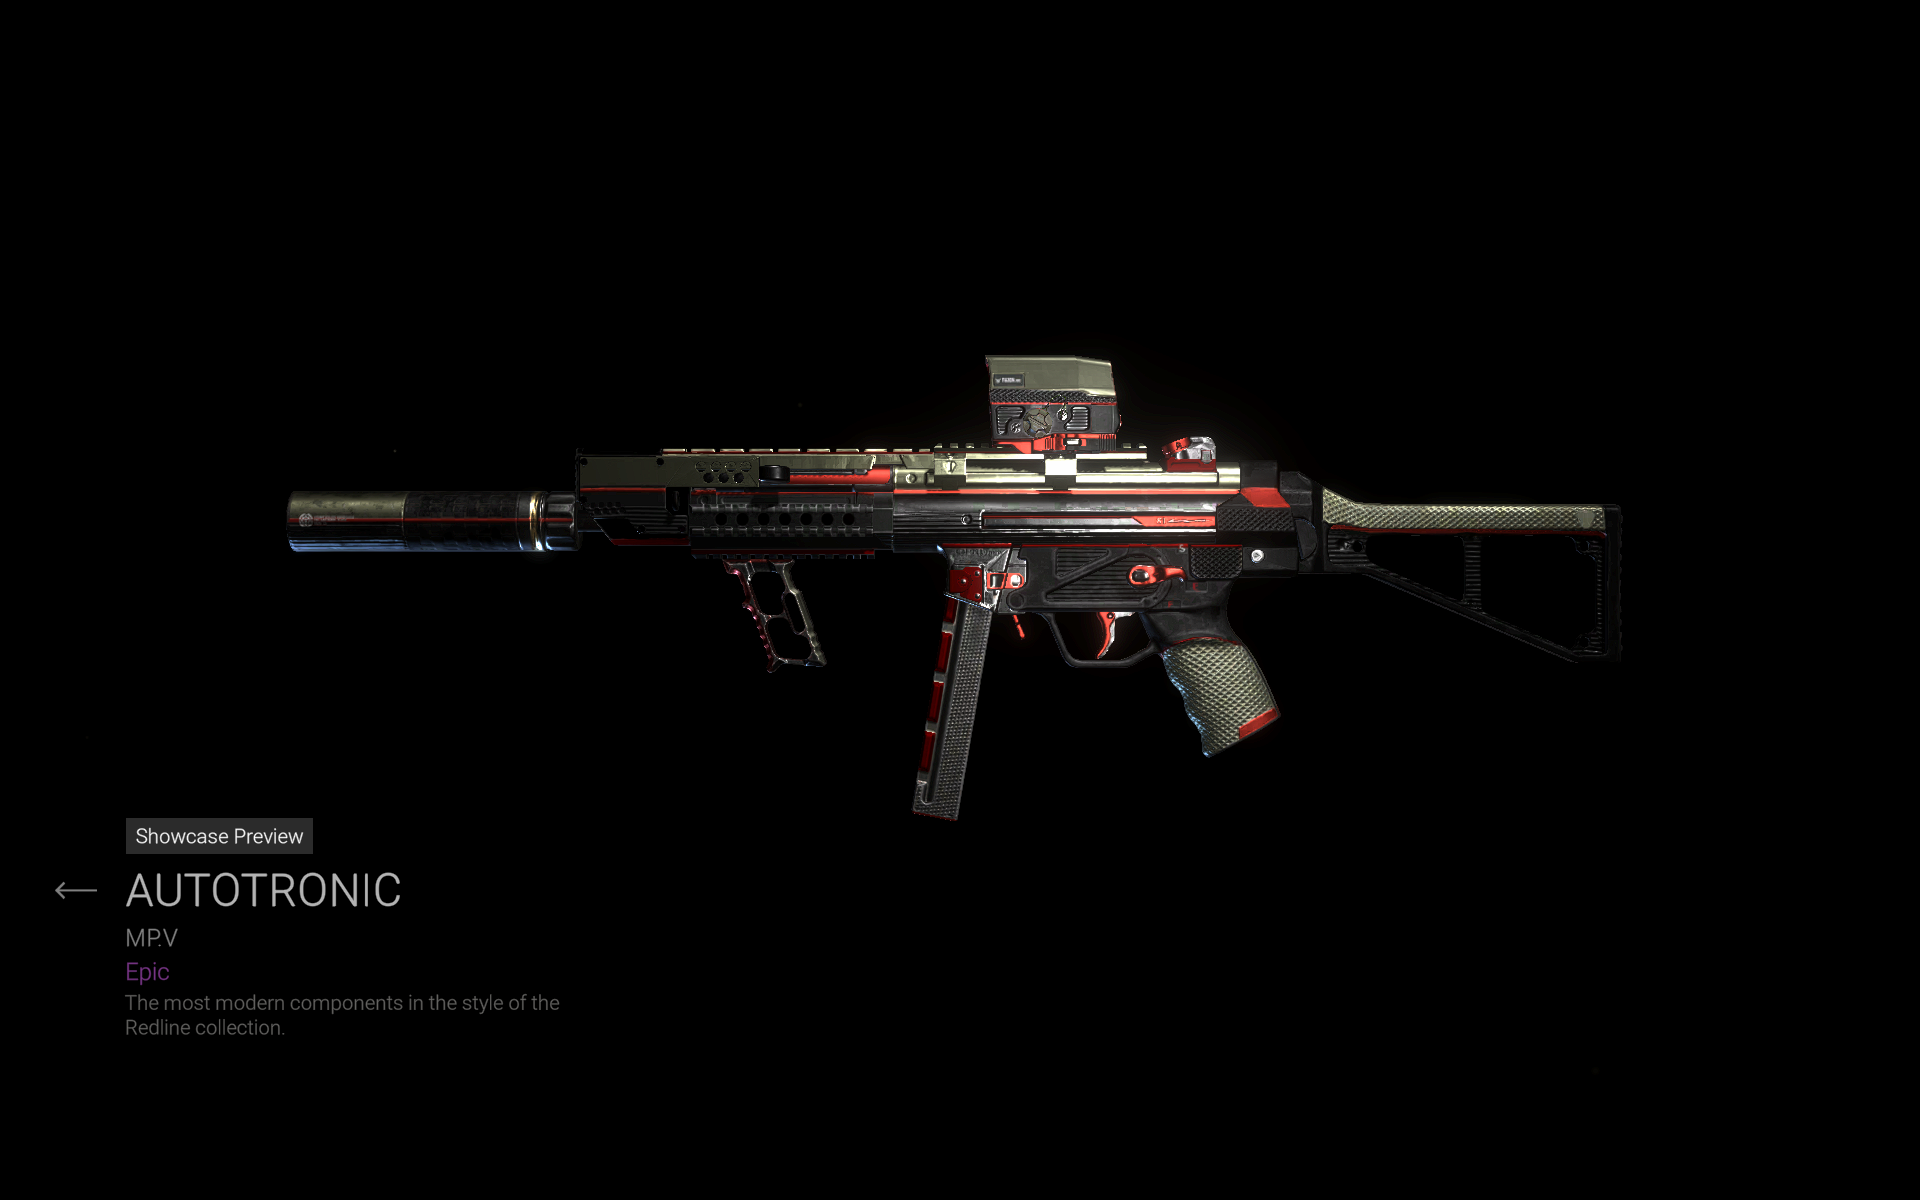 Showcase Preview
AUTOTRONIC
MP.V
Epic
The most modern components in the style of the
Redline collection.
S